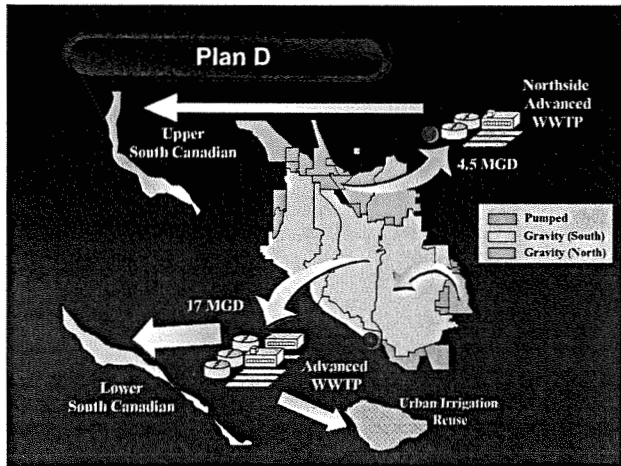 Plan D
Northside
Advanced
WWTP
Upper
South Canadian
4.5 MGD
Pumped
Gravity (South)
Gravity (North)
17 MGD
Advanced
WWTP
Lower
South Canadian
Urban Irrigation
Reuse